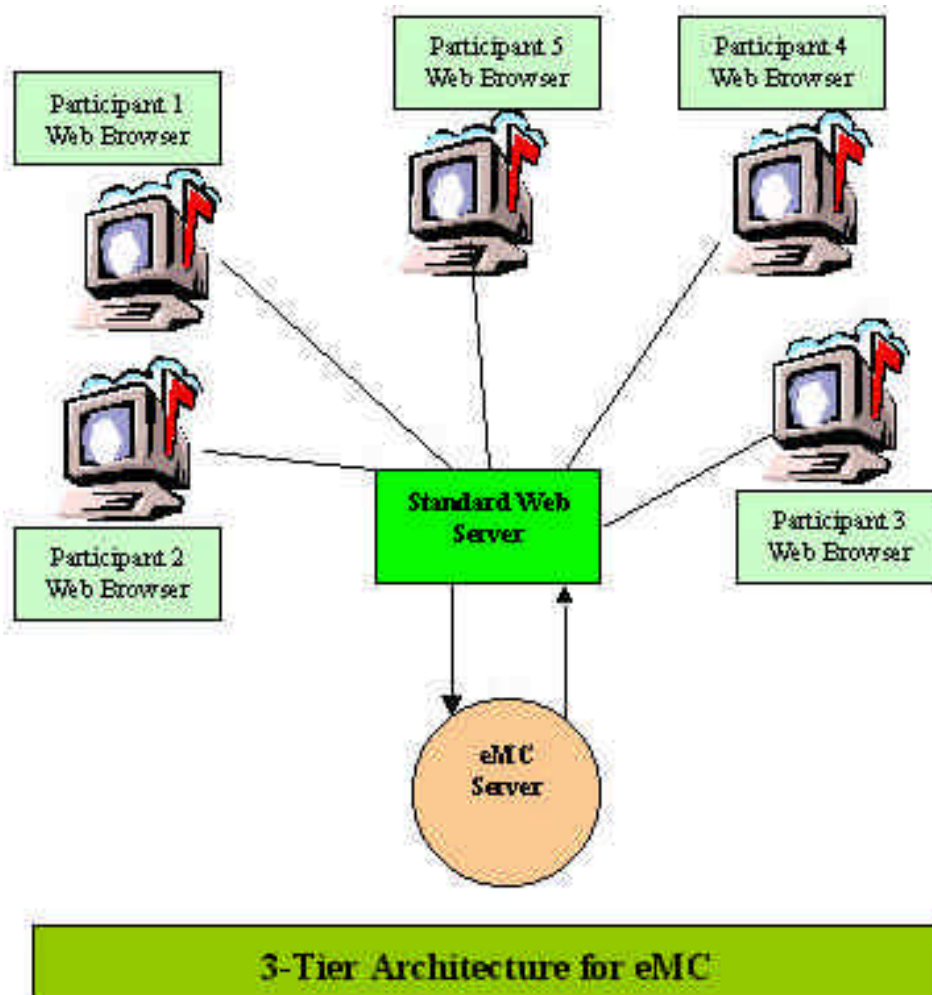 Participant 5
Web Browser
Participant 4
Web Browser
Participant 1
Web Browser
Standard Web
Server
Participant 3
Web Browser
Participant 2
Web Browser
eMC
Server
3-Tier Architecture for eMC